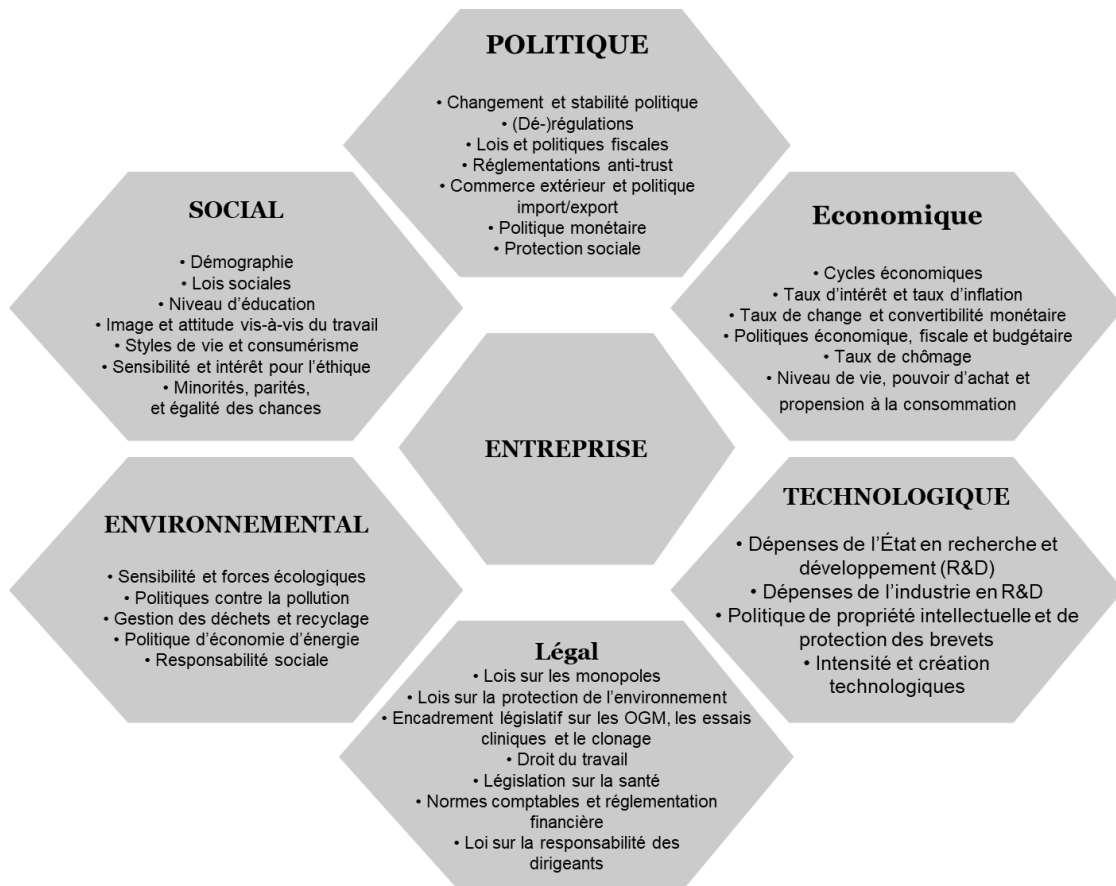 POLITIQUE
• Changement et stabilité politique
• (Dé-)régulations
• Lois et politiques fiscales
• Réglementations anti-trust
• Commerce extérieur et politique
import/export
• Politique monétaire
• Protection sociale
SOCIAL
• Démographie
• Lois sociales
• Niveau d'éducation
• Image et attitude vis-à-vis du travail
• Styles de vie et consumérisme
• Sensibilité et intérêt pour l'éthique
• Minorités, parités,
et égalité des chances
Economique
• Cycles économiques
• Taux d'intérêt et taux d'inflation
• Taux de change et convertibilité monétaire
• Politiques économique, fiscale et budgétaire
• Taux de chômage
• Niveau de vie, pouvoir d'achat et
propension à la consommation
ENTREPRISE
ENVIRONNEMENTAL
• Sensibilité et forces écologiques
• Politiques contre la pollution
• Gestion des déchets et recyclage
• Politique d'économie d'énergie
• Responsabilité sociale
TECHNOLOGIQUE
• Dépenses de l'État en recherche et
développement (R&D)
• Dépenses de l'industrie en R&D
• Politique de propriété intellectuelle et de
protection des brevets
• Intensité et création
technologiques
Légal
• Lois sur les monopoles
• Lois sur la protection de l'environnement
• Encadrement législatif sur les OGM, les essais
cliniques et le clonage
• Droit du travail
• Législation sur la santé
• Normes comptables et réglementation
financière
• Loi sur la responsabilité des
dirigeants